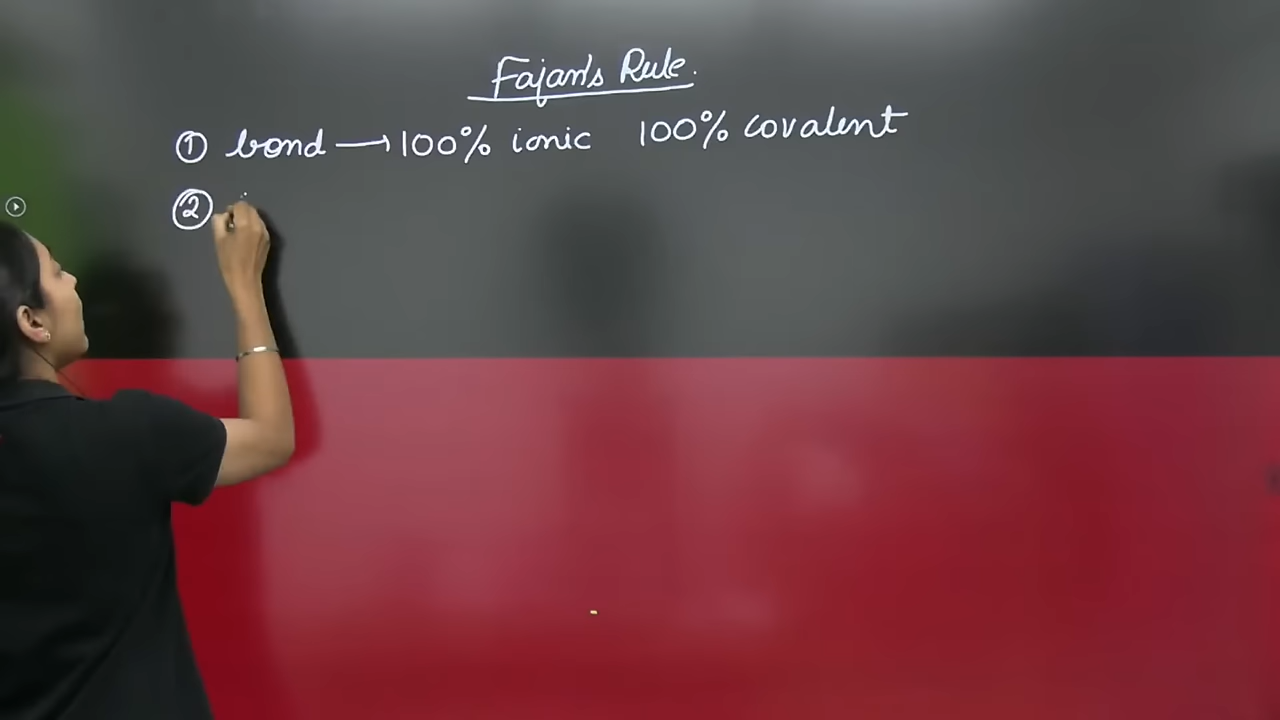 Fajan's Rule.
① bond → 100% ionic 100% covalent
②